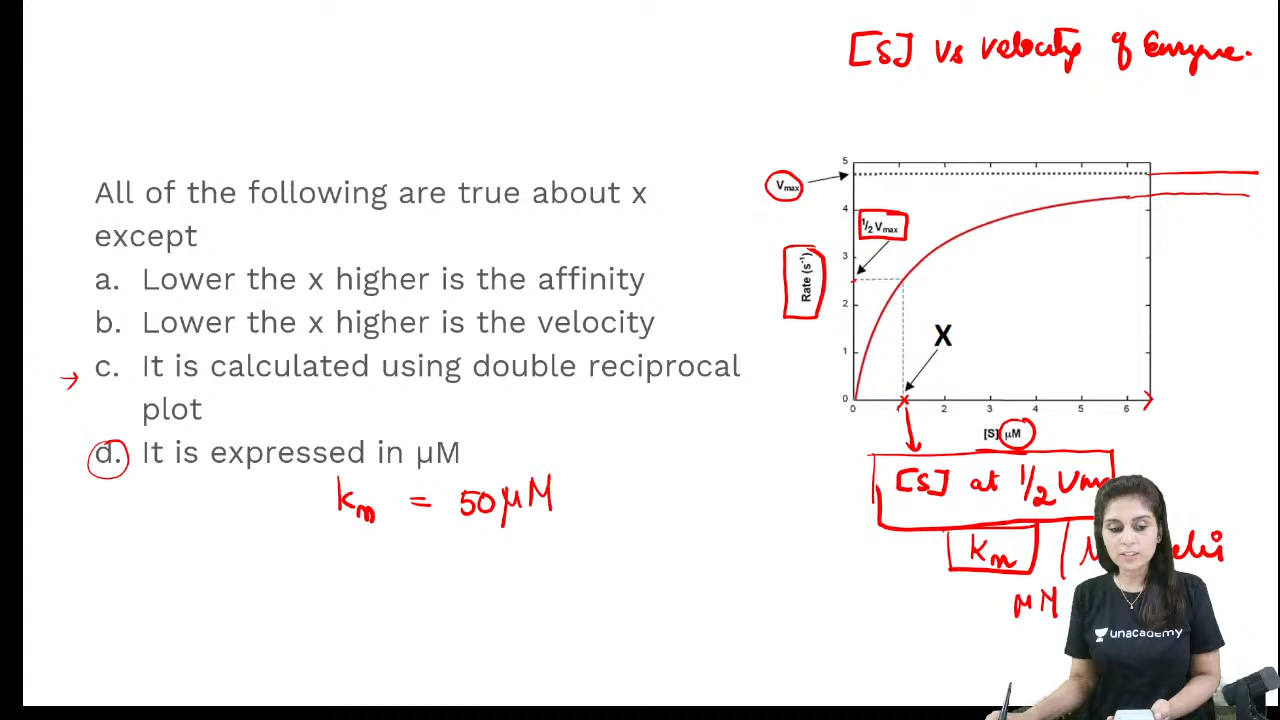 [S] Vs Velocity of Enzyme.
All of the following are true about x
except
a. Lower the x higher is the affinity
b. Lower the x higher is the velocity
c. It is calculated using double reciprocal
plot
d. It is expressed in µM
km = 50 µM
5
Vmax
4
1/2 Vmax
3
Rate (s⁻¹)
2
X
1
0
0 1 2 3 4 5 6
[S] µM
[S] at 1/2
km
µM
unacademy